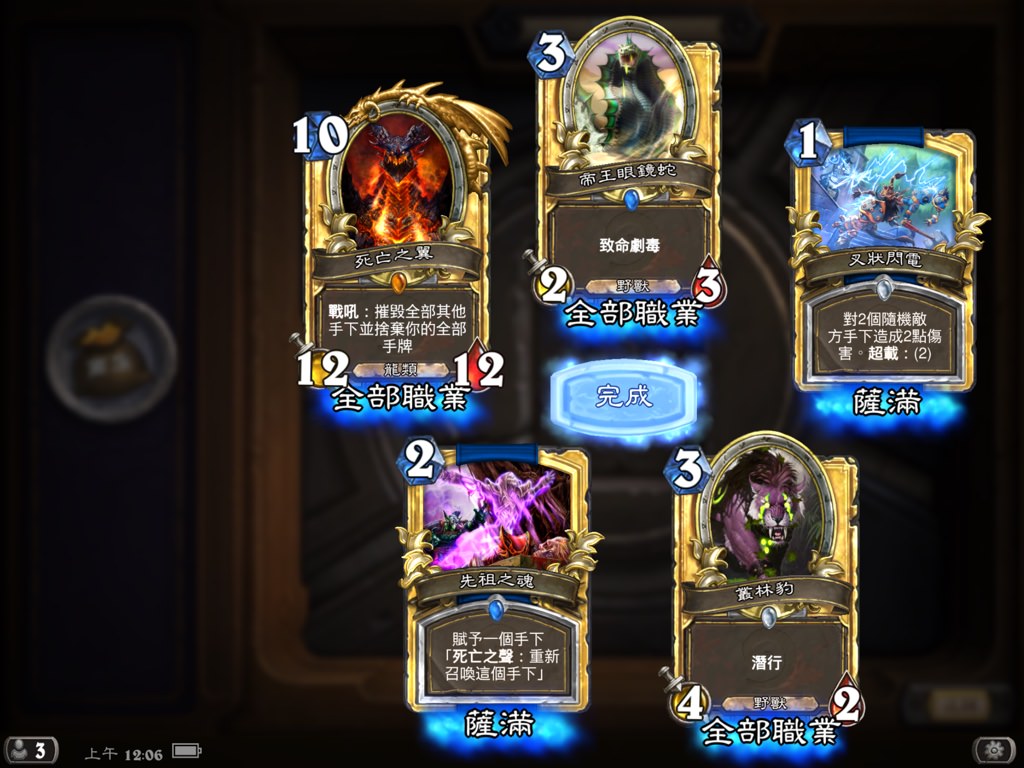 3
帝王眼鏡蛇
致命劇毒
2
野獸
3
全部職業
10
死亡之翼
戰吼：摧毀全部其他
手下並捨棄你的全部
手牌
12
龍類
12
全部職業
1
叉狀閃電
對2個隨機敵
方手下造成2點傷
害。超載：(2)
薩滿
完成
2
先祖之魂
賦予一個手下
「死亡之聲：重新
召喚這個手下」
薩滿
3
叢林豹
潛行
4
野獸
2
全部職業
3
上午 12:06